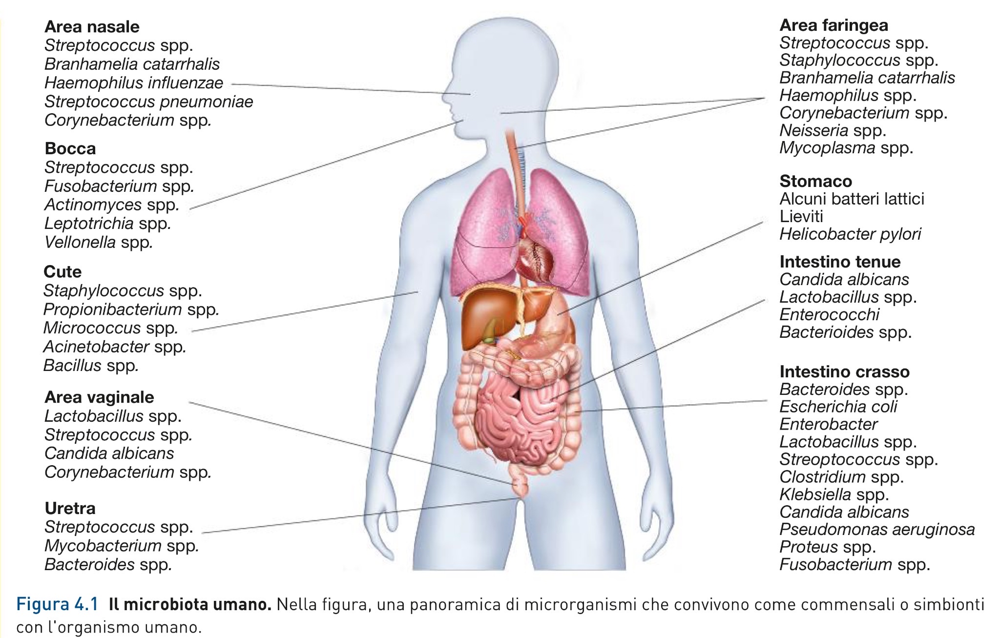 Area nasale
Streptococcus spp.
Branhamelia catarrhalis
Haemophilus influenzae
Streptococcus pneumoniae
Corynebacterium spp.
Bocca
Streptococcus spp.
Fusobacterium spp.
Actinomyces spp.
Leptotrichia spp.
Vellonella spp.
Cute
Staphylococcus spp.
Propionibacterium spp.
Micrococcus spp.
Acinetobacter spp.
Bacillus spp.
Area vaginale
Lactobacillus spp.
Streptococcus spp.
Candida albicans
Corynebacterium spp.
Uretra
Streptococcus spp.
Mycobacterium spp.
Bacteroides spp.
Area faringea
Streptococcus spp.
Staphylococcus spp.
Branhamelia catarrhalis
Haemophilus spp.
Corynebacterium spp.
Neisseria spp.
Mycoplasma spp.
Stomaco
Alcuni batteri lattici
Lieviti
Helicobacter pylori
Intestino tenue
Candida albicans
Lactobacillus spp.
Enterococchi
Bacterioides spp.
Intestino crasso
Bacteroides spp.
Escherichia coli
Enterobacter
Lactobacillus spp.
Streoptococcus spp.
Clostridium spp.
Klebsiella spp.
Candida albicans
Pseudomonas aeruginosa
Proteus spp.
Fusobacterium spp.
Figura 4.1 Il microbiota umano. Nella figura, una panoramica di microrganismi che convivono come commensali o simbionti
con l'organismo umano.